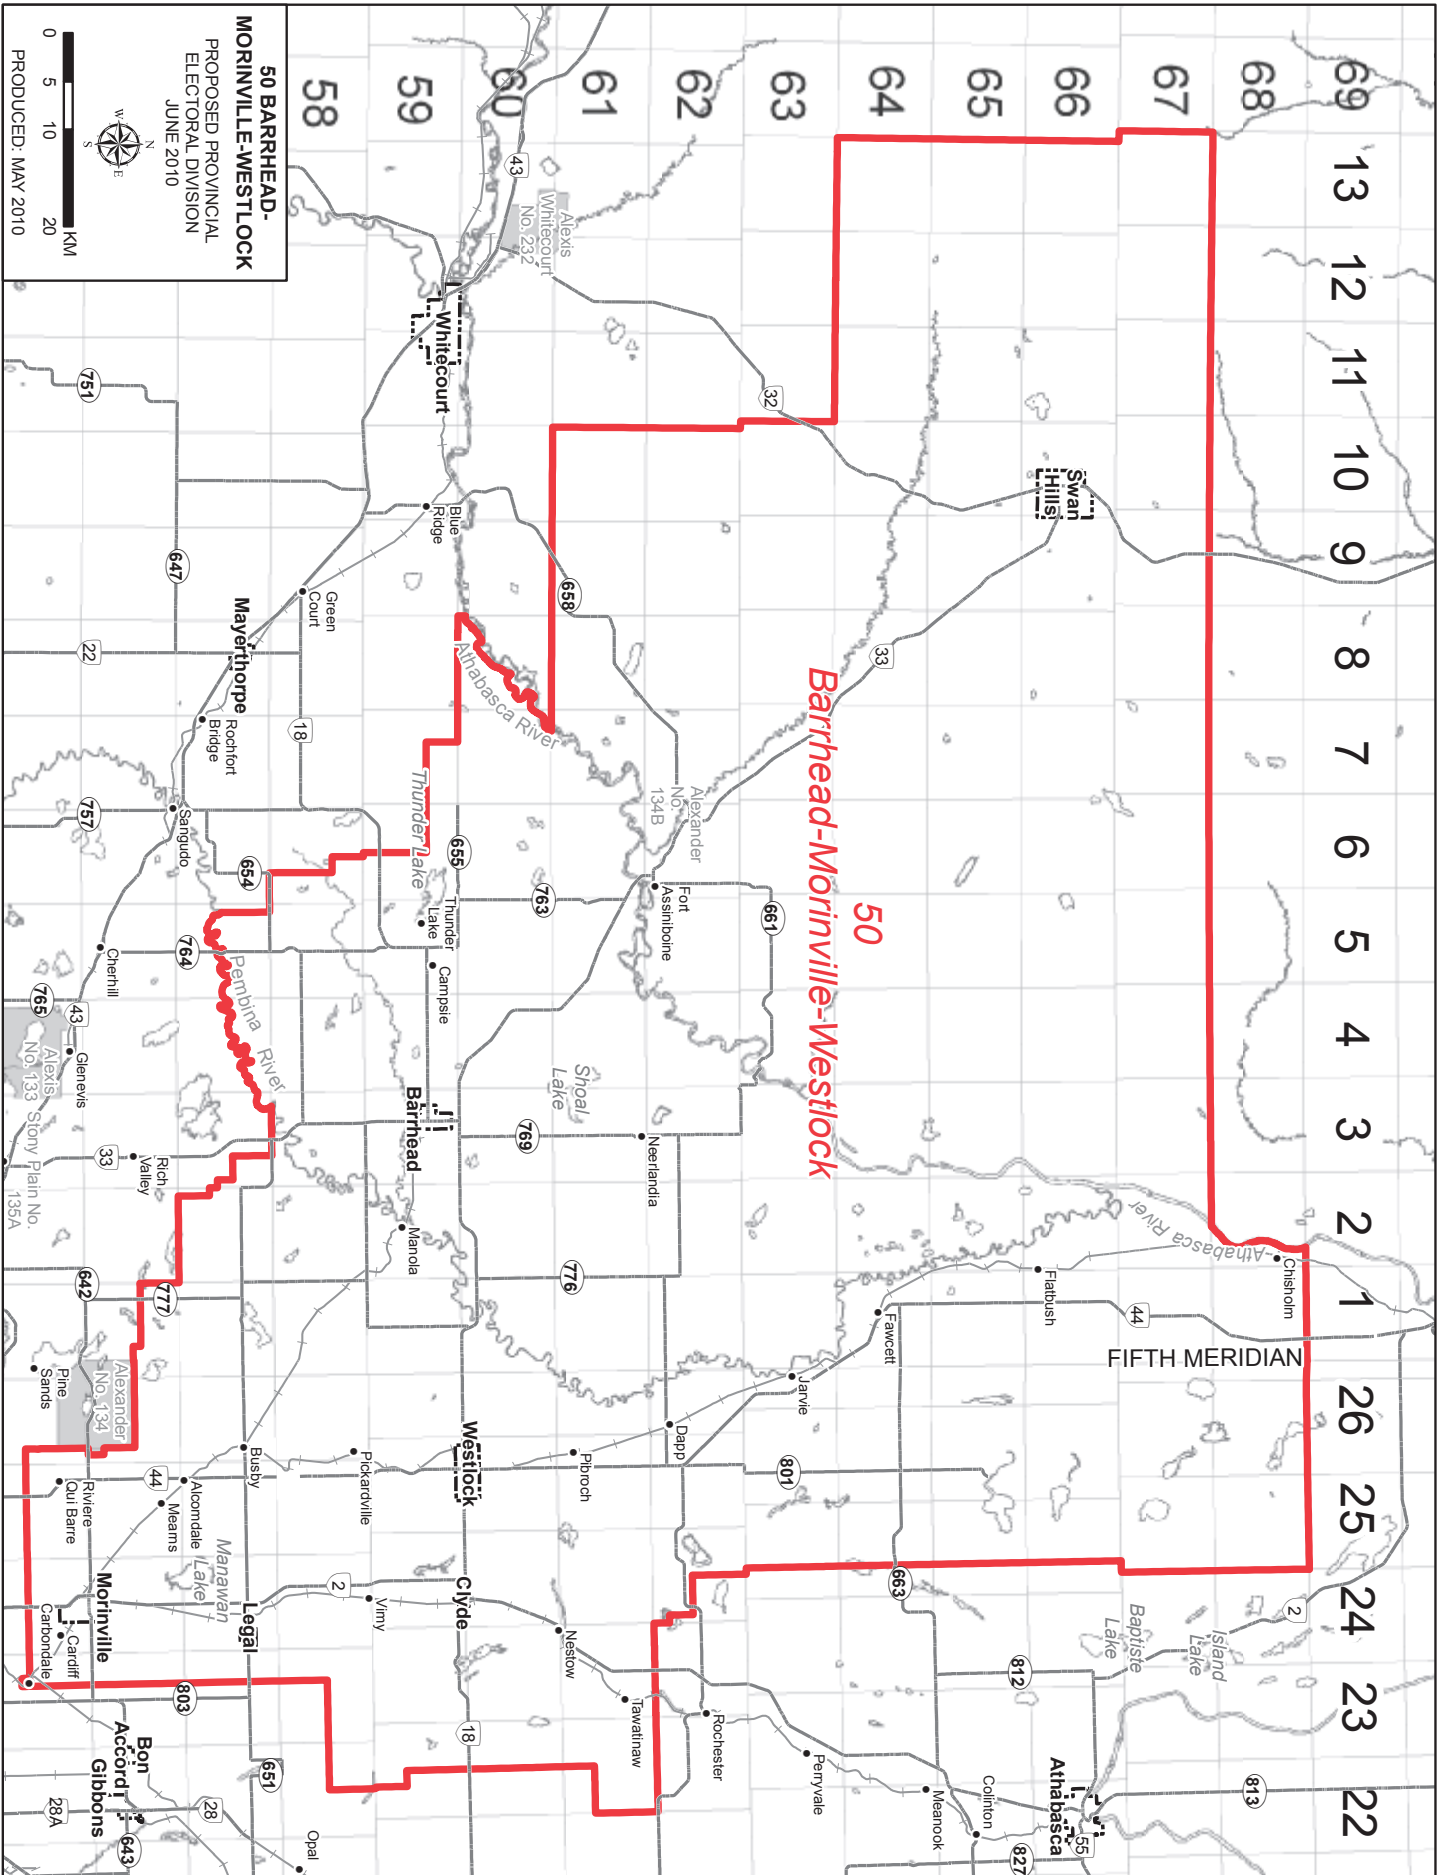 50 BARRHEAD-
MORINVILLE-WESTLOCK
PROPOSED PROVINCIAL
ELECTORAL DIVISION
JUNE 2010
N
W
E
S
0 5 10 20
KM
PRODUCED: MAY 2010
69
68
67
66
65
64
63
62
61
60
59
58
13
12
11
10
9
8
7
6
5
4
3
2
1
FIFTH MERIDIAN
26
25
24
23
22
50
Barrhead-Morinville-Westlock
Alexis
Whitecourt
No. 232
43
32
Whitecourt
Swan
Hills
751
647
Blue
Ridge
Green
Court
658
33
22
Mayerthorpe
Rochfort
Bridge
18
Athabasca River
Thunder Lake
757
Sangudo
654
655
763
Thunder
Lake
Alexander
No.
134B
Fort
Assiniboine
661
Cherhill
764
Campsie
Pembina
River
765
43
Glenevis
Alexis
No. 133
Stony Plain No.
135A
Shoal
Lake
Barrhead
769
Neerlandia
33
Rich
Valley
Manola
Athabasca River
Chisholm
Flatbush
44
Fawcett
776
642
777
Pine
Sands
Alexander
No. 134
Jarvie
Dapp
Pibroch
Westlock
Pickardville
Busby
801
44
Alcomdale
Mearns
Riviere
Qui Barre
Manawan
Lake
Morinville
Legal
2
Vimy
Clyde
Nestow
663
Cardiff
Carbondale
Baptiste
Lake
Island
Lake
2
812
803
Tawatinaw
Rochester
18
Perryvale
Bon
Accord
Gibbons
651
28
28A
643
Opal
Meanook
Colinton
Athabasca
813
55
827